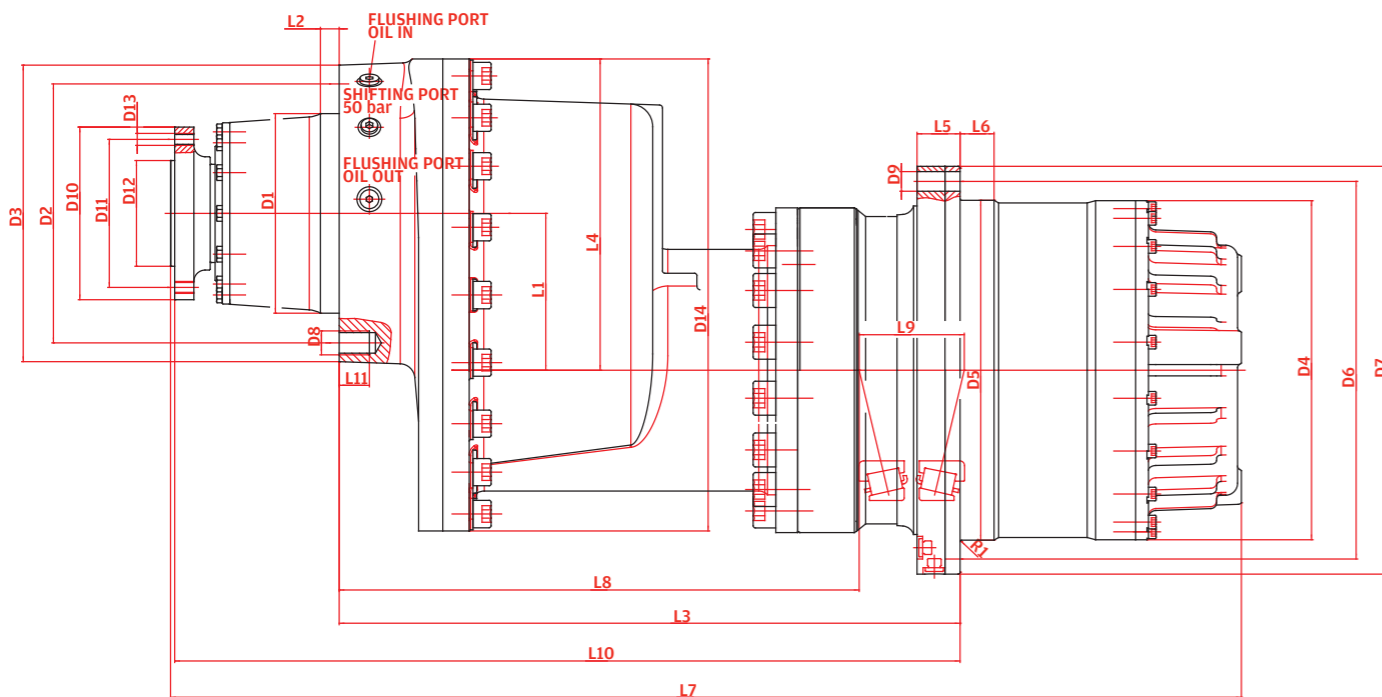 L2
FLUSHING PORT
OIL IN
SHIFTING PORT
50 bar
FLUSHING PORT
OIL OUT
D3
D2
D10
D11
D12
D13
D1
D8
L11
L1
L4
D14
L5
L6
D9
L9
D5
D4
D6
D7
R1
L8
L3
L10
L7